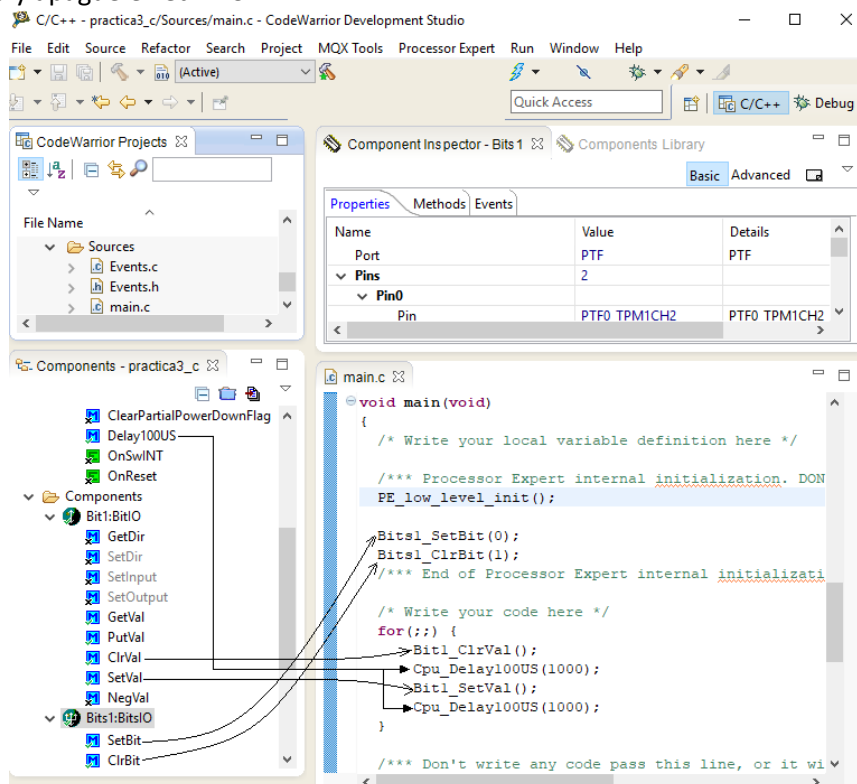 C/C++ - practica3_c/Sources/main.c - CodeWarrior Development Studio
File Edit Source Refactor Search Project MQX Tools Processor Expert Run Window Help
(Active)
Quick Access
C/C++
Debug
CodeWarrior Projects
File Name
Sources
Events.c
Events.h
main.c
Component Inspector - Bits1
Components Library
Basic Advanced
Properties Methods Events
Name Value Details
Port PTF PTF
Pins 2
Pin0
Pin PTF0_TPM1CH2 PTF0_TPM1CH2
Components - practica3_c
ClearPartialPowerDownFlag
Delay100US
OnSwINT
OnReset
Components
Bit1:BitIO
GetDir
SetDir
SetInput
SetOutput
GetVal
PutVal
ClrVal
SetVal
NegVal
Bits1:BitsIO
SetBit
ClrBit
main.c
void main(void)
{
/* Write your local variable definition here */
/*** Processor Expert internal initialization. DON
PE_low_level_init();
Bits1_SetBit(0);
Bits1_ClrBit(1);
/*** End of Processor Expert internal initializati
/* Write your code here */
for(;;) {
Bit1_ClrVal();
Cpu_Delay100US(1000);
Bit1_SetVal();
Cpu_Delay100US(1000);
}
/*** Don't write any code pass this line, or it wi